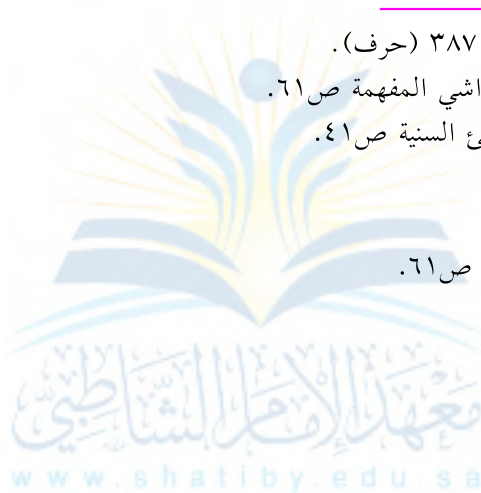 ٣٨٧ (حرف).
اشي المفهمة ص٦١.
ئ السنية ص٤١.
ص٦١.
معهد الإمام الشاطبي
www.shatiby.edu.sa